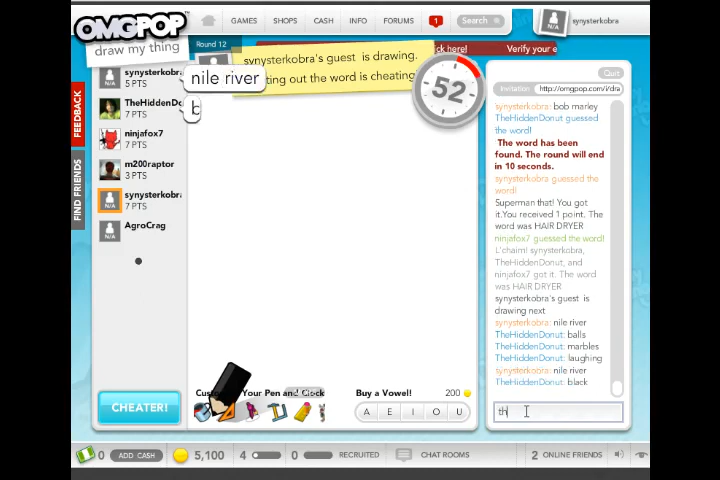 OMGPOP
draw my thing
GAMES SHOPS CASH INFO FORUMS 1 Search
N/A synysterkobra
Round 12
ck here! Verify your e
synysterkobra's guest is drawing.
ting out the word is cheating
52
FEEDBACK
FIND FRIENDS
N/A synysterkobra
5 PTS
nile river
TheHiddenDo
7 PTS
b
ninjafox7
7 PTS
m200raptor
3 PTS
N/A synysterkobra
7 PTS
N/A AgroCrag
CHEATER!
Your Pen and Clock
Buy a Vowel! 200
A E I O U
Quit
Invitation http://omgpop.com/l/dra
synysterkobra: bob marley
TheHiddenDonut guessed
the word!
The word has been
found. The round will end
in 10 seconds.
synysterkobra guessed the
word!
Superman that! You got
it.You received 1 point. The
word was HAIR DRYER
ninjafox7 guessed the word!
L'chaim! synysterkobra,
TheHiddenDonut, and
ninjafox7 got it. The word
was HAIR DRYER
synysterkobra's guest is
drawing next
synysterkobra: nile river
TheHiddenDonut: balls
TheHiddenDonut: marbles
TheHiddenDonut: laughing
synysterkobra: nile river
TheHiddenDonut: black
th
0 ADD CASH 5,100 4 0 RECRUITED CHAT ROOMS 2 ONLINE FRIENDS